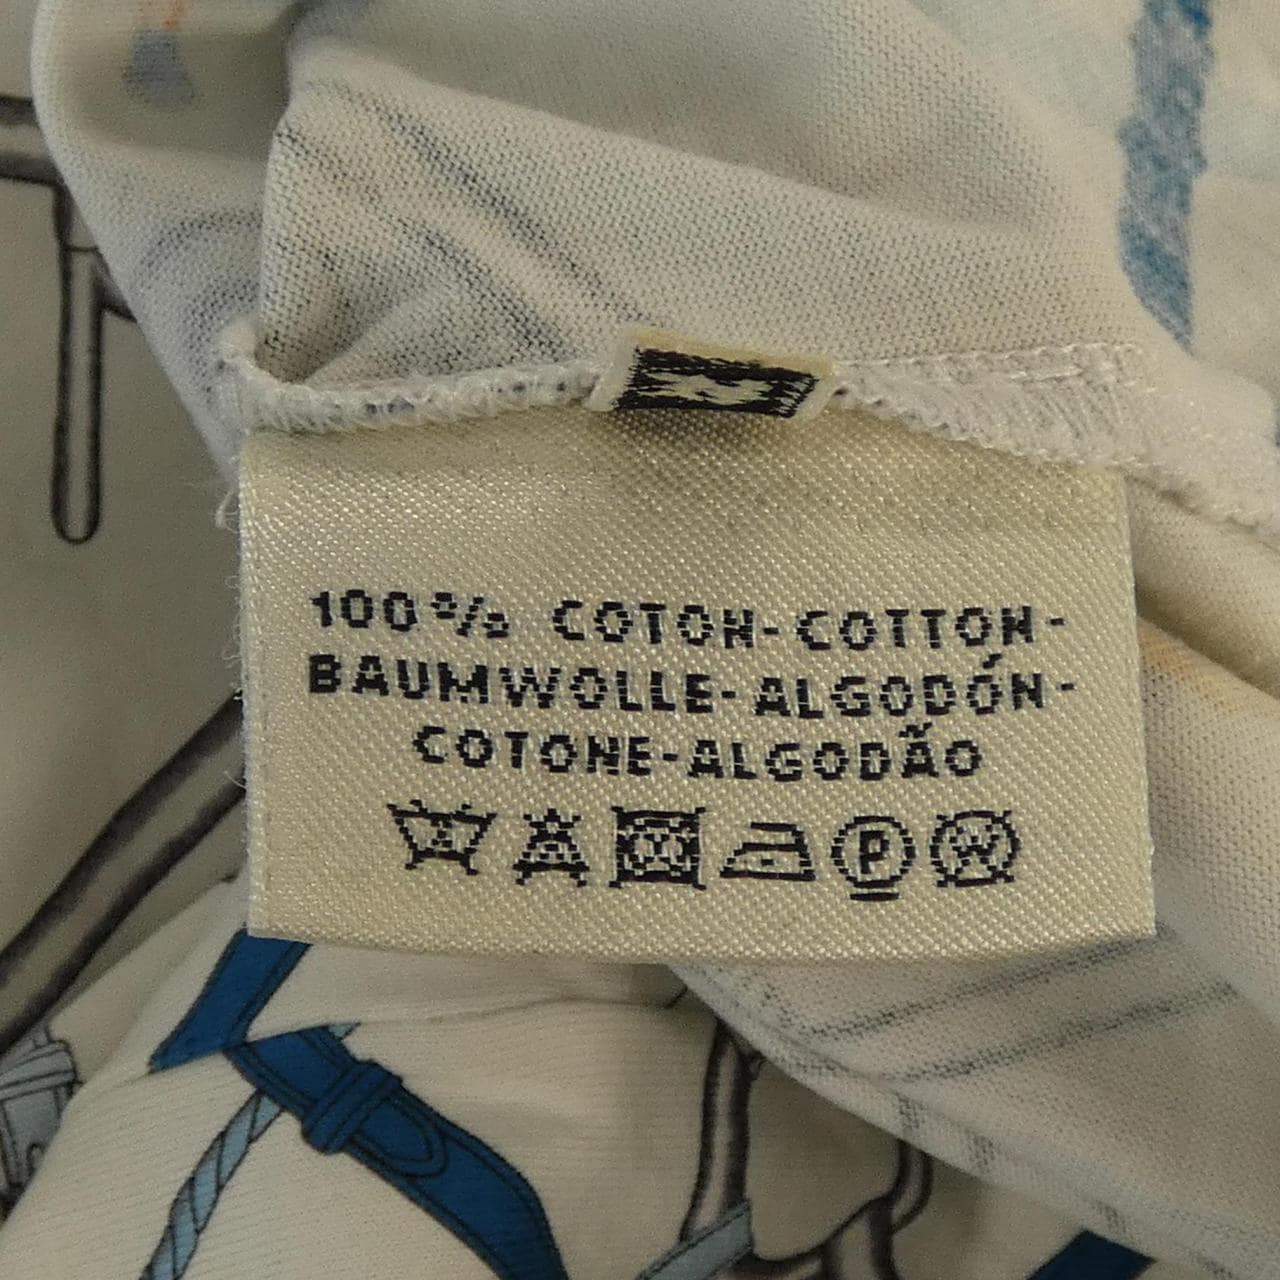 100% COTON-COTTON-
BAUMWOLLE-ALGODÓN-
COTONE-ALGODÃO
P W